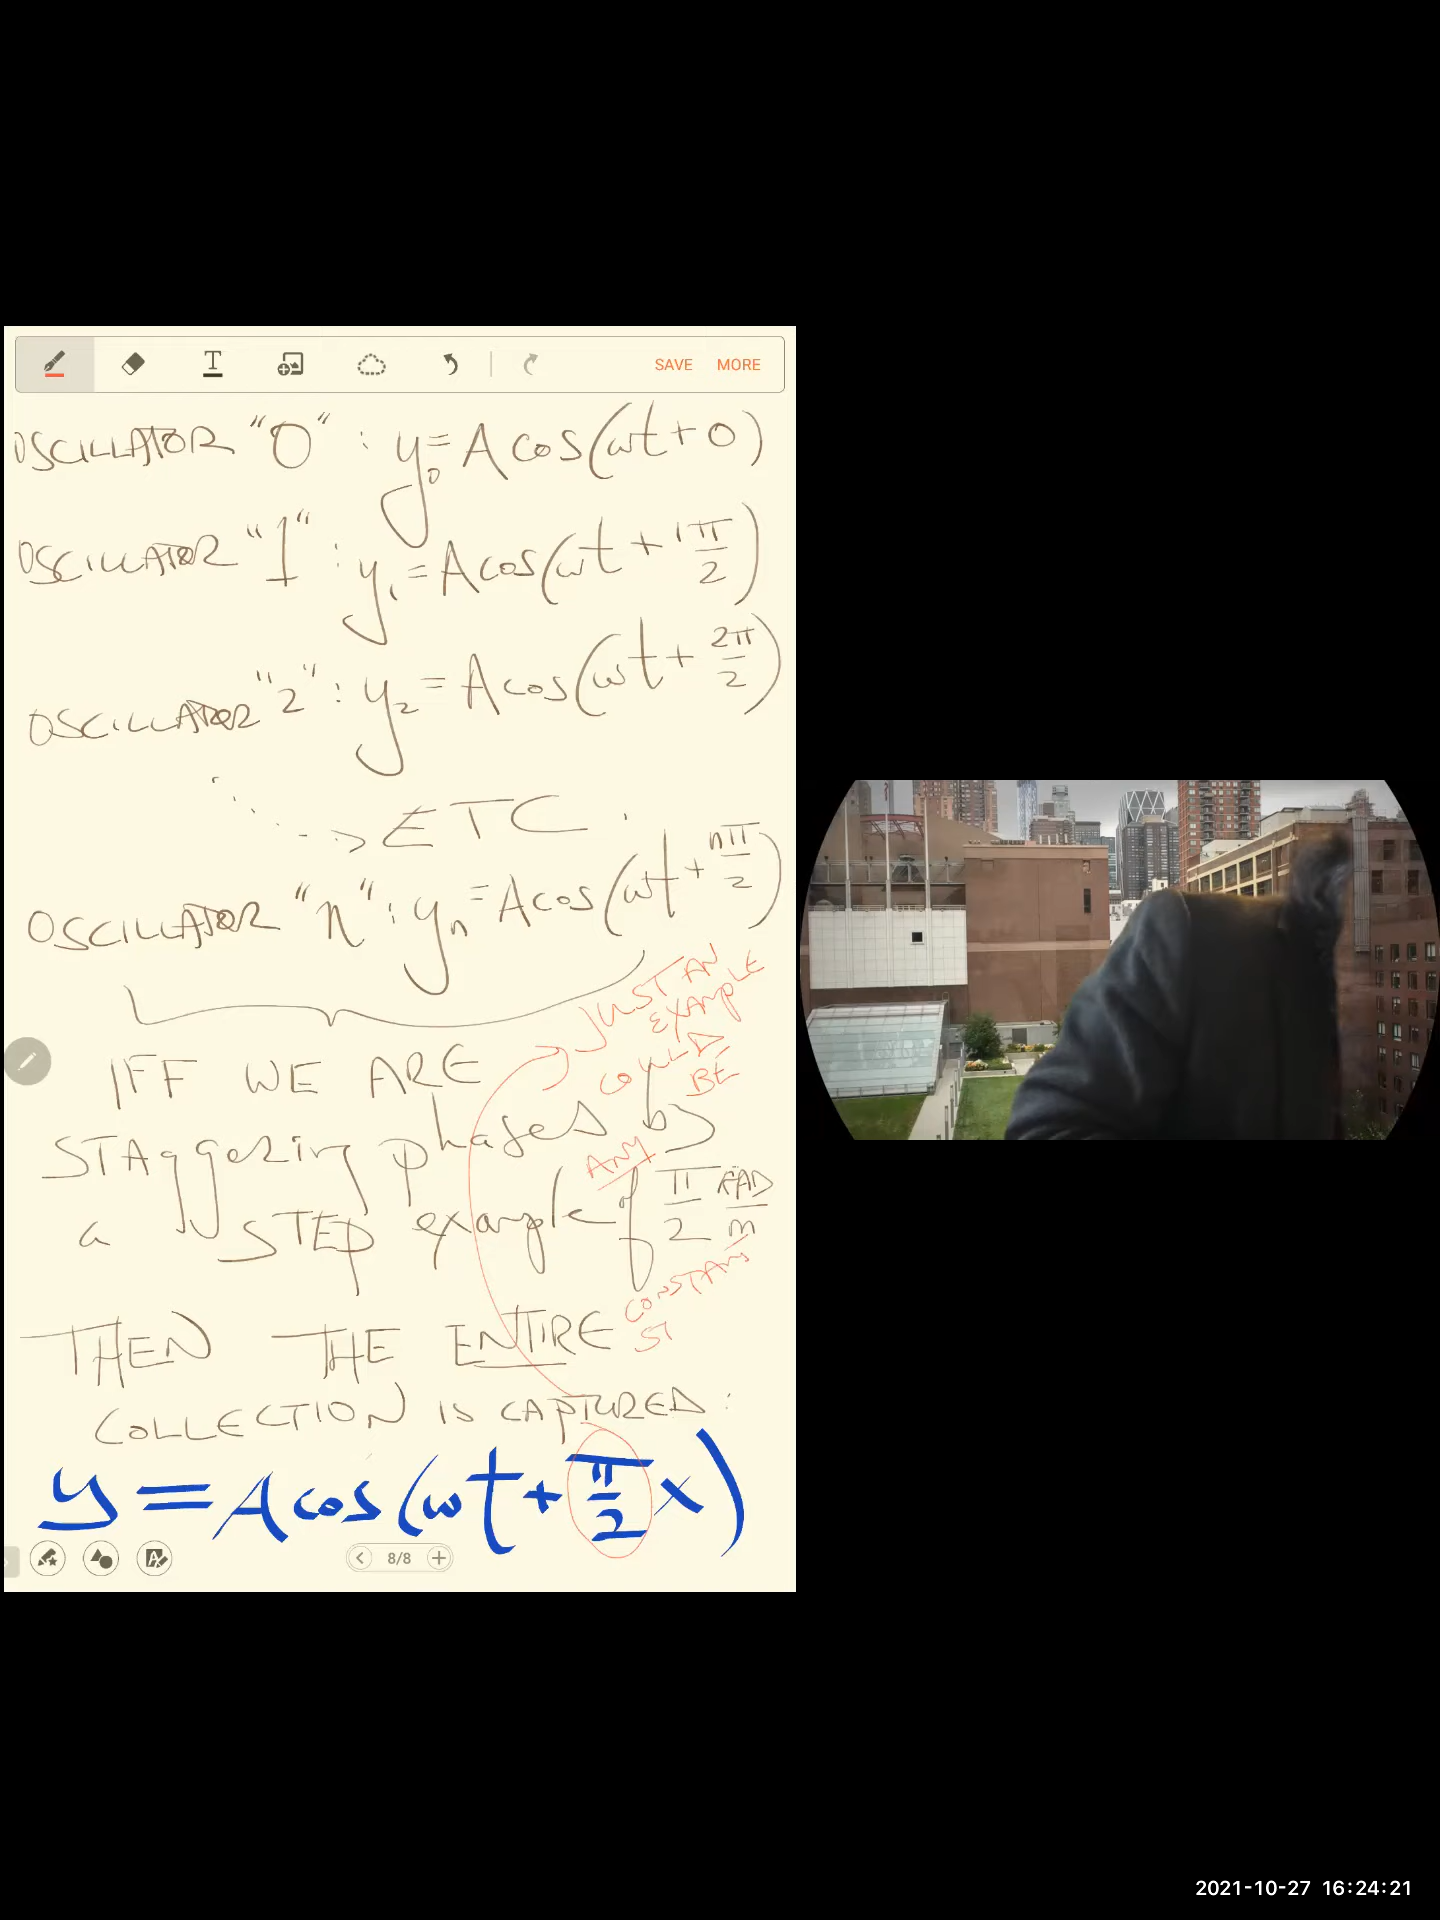 SAVE MORE
OSCILLATOR "0" : y₀ = A cos(ωt + 0)
OSCILLATOR "1" : y₁ = A cos(ωt + 1π/2)
OSCILLATOR "2" : y₂ = A cos(ωt + 2π/2)
ETC.
OSCILLATOR "n" : yₙ = A cos(ωt + nπ/2)
JUST AN
EXAMPLE
COULD
BE
ANY
CONSTANT
ST
IFF WE ARE
STAggeRing phases by
a STEP example of π/2 RAD/m
THEN THE ENTIRE
COLLECTION IS CAPTURED :
y = A cos(ωt + π/2 x)
8/8
2021-10-27 16:24:21